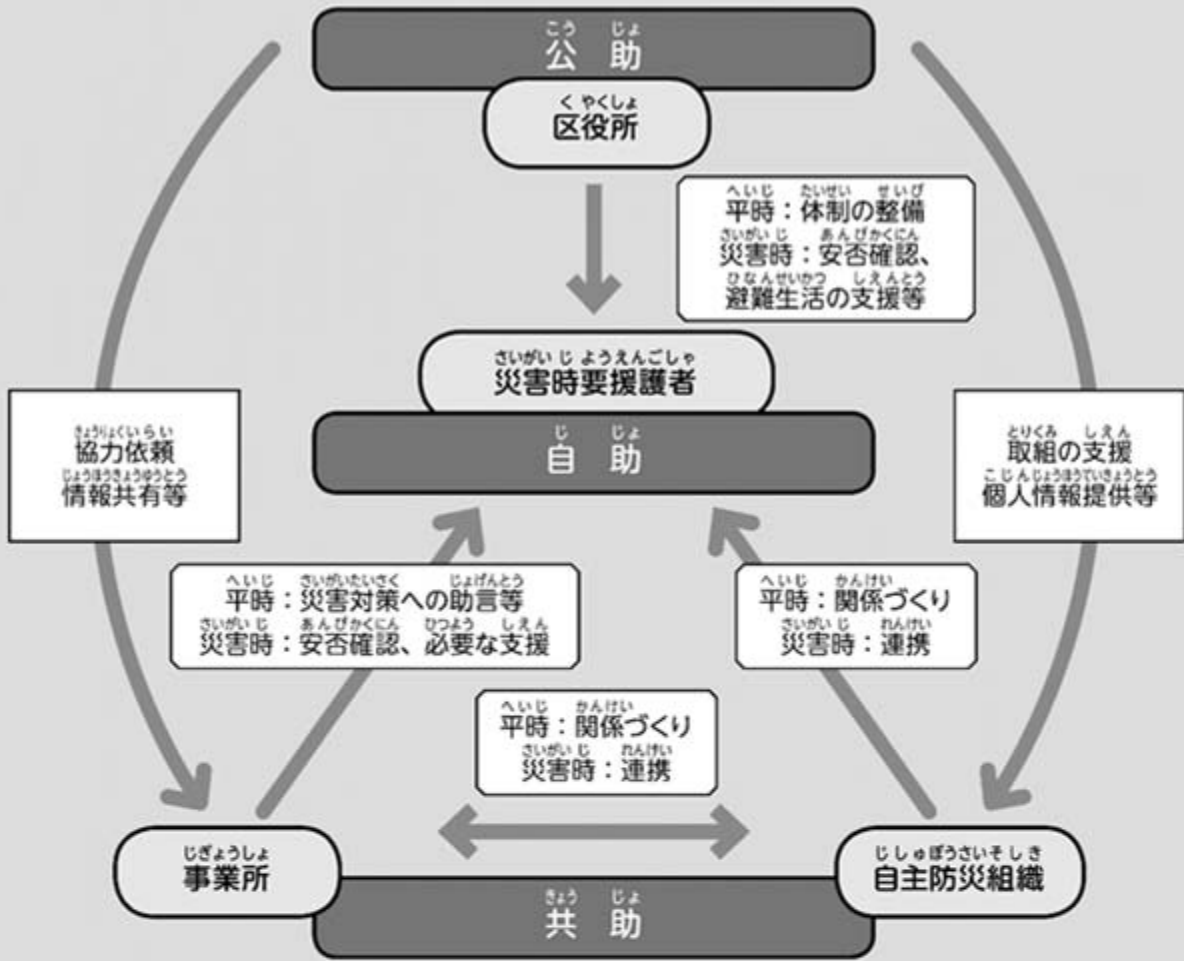 こう じょ
公 助
く やくしょ
区役所
へいじ たいせい せいび
平時：体制の整備
さいがい じ あんぴかくにん
災害時：安否確認、
ひなんせいかつ しえんとう
避難生活の支援等
さいがい じ ようえんごしゃ
災害時要援護者
じ じょ
自 助
きょうりょくいらい
協力依頼
じょうほうきょうゆうとう
情報共有等
とりくみ しえん
取組の支援
こじんじょうほうていきょうとう
個人情報提供等
へいじ さいがいたいさく じょげんとう
平時：災害対策への助言等
さいがい じ あんぴかくにん ひつよう しえん
災害時：安否確認、必要な支援
へいじ かんけい
平時：関係づくり
さいがい じ れんけい
災害時：連携
へいじ かんけい
平時：関係づくり
さいがい じ れんけい
災害時：連携
じぎょうしょ
事業所
じしゅぼうさいそしき
自主防災組織
きょう じょ
共 助